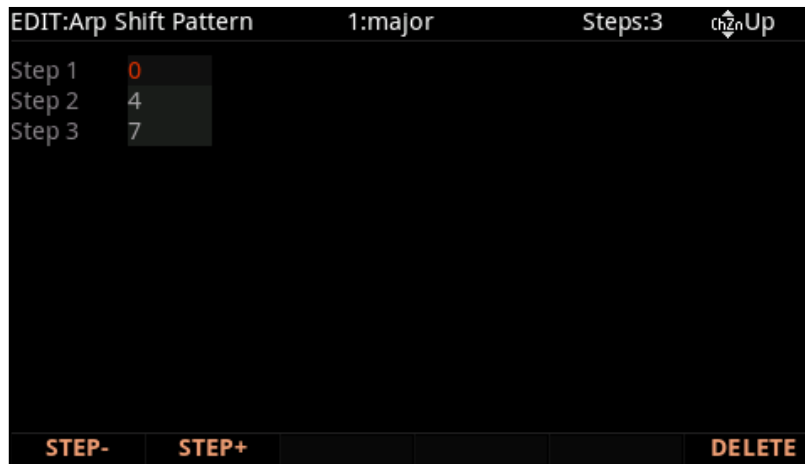 EDIT:Arp Shift Pattern 1:major Steps:3 ChZnUp
Step 1 0
Step 2 4
Step 3 7
STEP- STEP+ DELETE